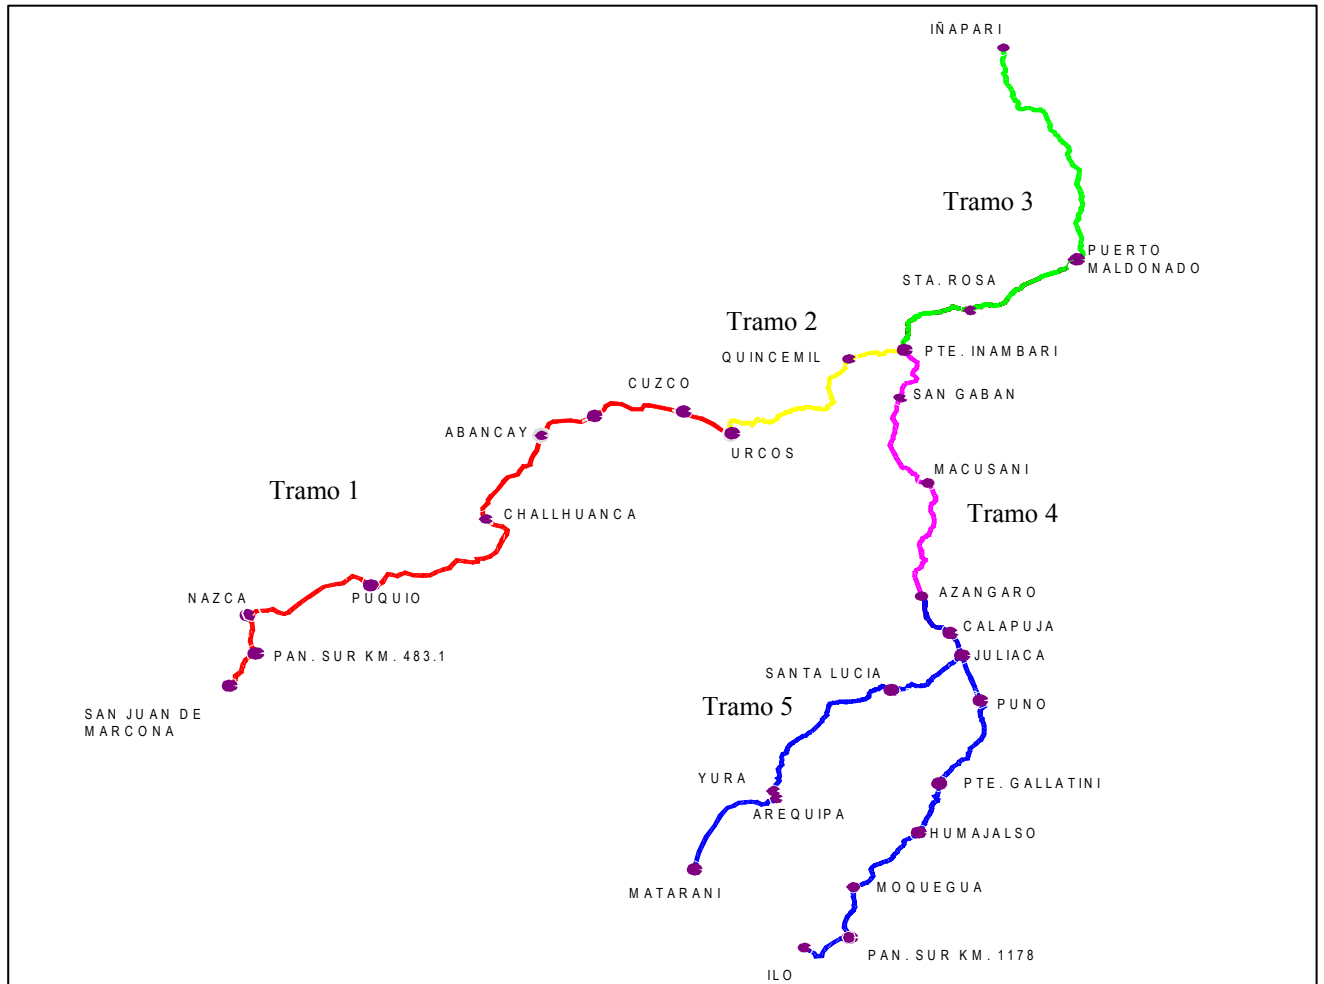 IÑAPARI
Tramo 3
PUERTO
MALDONADO
STA. ROSA
Tramo 2
QUINCEMIL
PTE. INAMBARI
CUZCO
SAN GABAN
ABANCAY
URCOS
MACUSANI
Tramo 1
CHALLHUANCA
Tramo 4
NAZCA
PUQUIO
AZANGARO
CALAPUJA
PAN. SUR KM. 483.1
JULIACA
SANTA LUCIA
SAN JUAN DE
MARCONA
Tramo 5
PUNO
YURA
PTE. GALLATINI
AREQUIPA
HUMAJALSO
MATARANI
MOQUEGUA
PAN. SUR KM. 1178
ILO